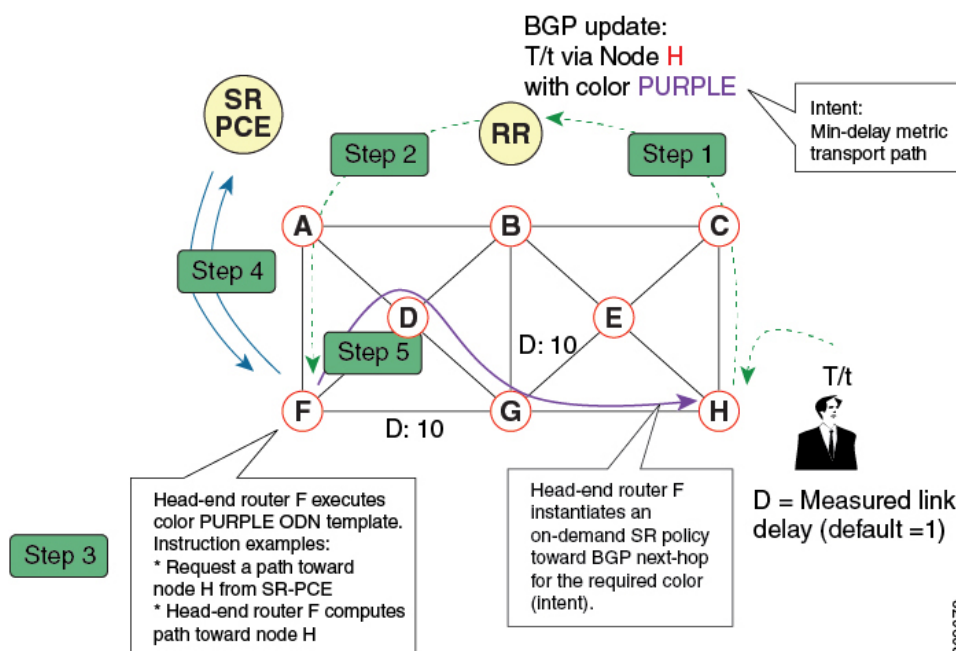 BGP update:
T/t via Node H
with color PURPLE
SR
PCE
RR
Intent:
Min-delay metric
transport path
Step 2
Step 1
A
B
C
Step 4
D
E
Step 5
D: 10
T/t
F
G
H
D: 10
Head-end router F executes
color PURPLE ODN template.
Instruction examples:
* Request a path toward
node H from SR-PCE
* Head-end router F computes
path toward node H
Head-end router F
instantiates an
on-demand SR policy
toward BGP next-hop
for the required color
(intent).
D = Measured link
delay (default =1)
Step 3